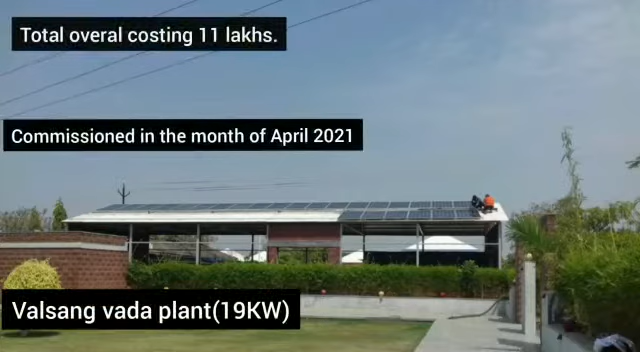 Total overal costing 11 lakhs.
Commissioned in the month of April 2021
Valsang vada plant(19KW)